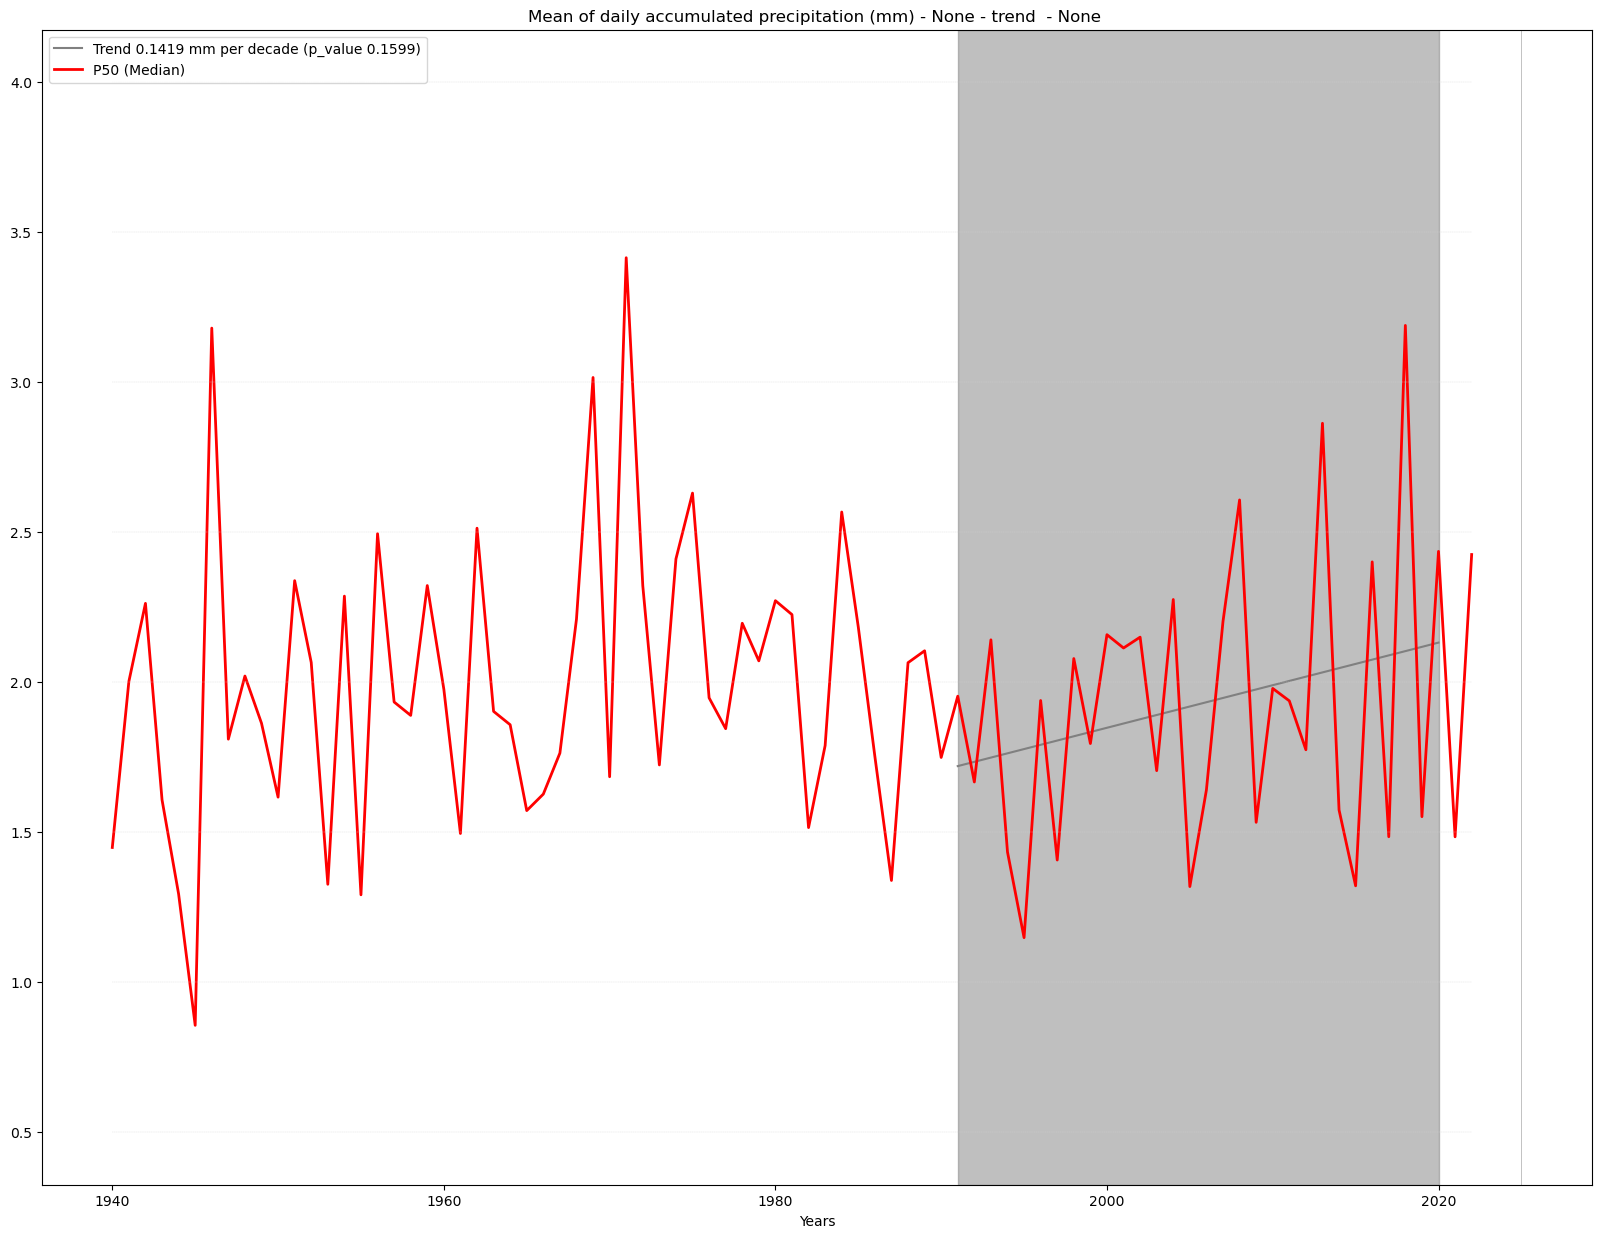 Mean of daily accumulated precipitation (mm) - None - trend  - None
Trend 0.1419 mm per decade (p_value 0.1599)
P50 (Median)
4.0
3.5
3.0
2.5
2.0
1.5
1.0
0.5
1940 1960 1980 2000 2020
Years